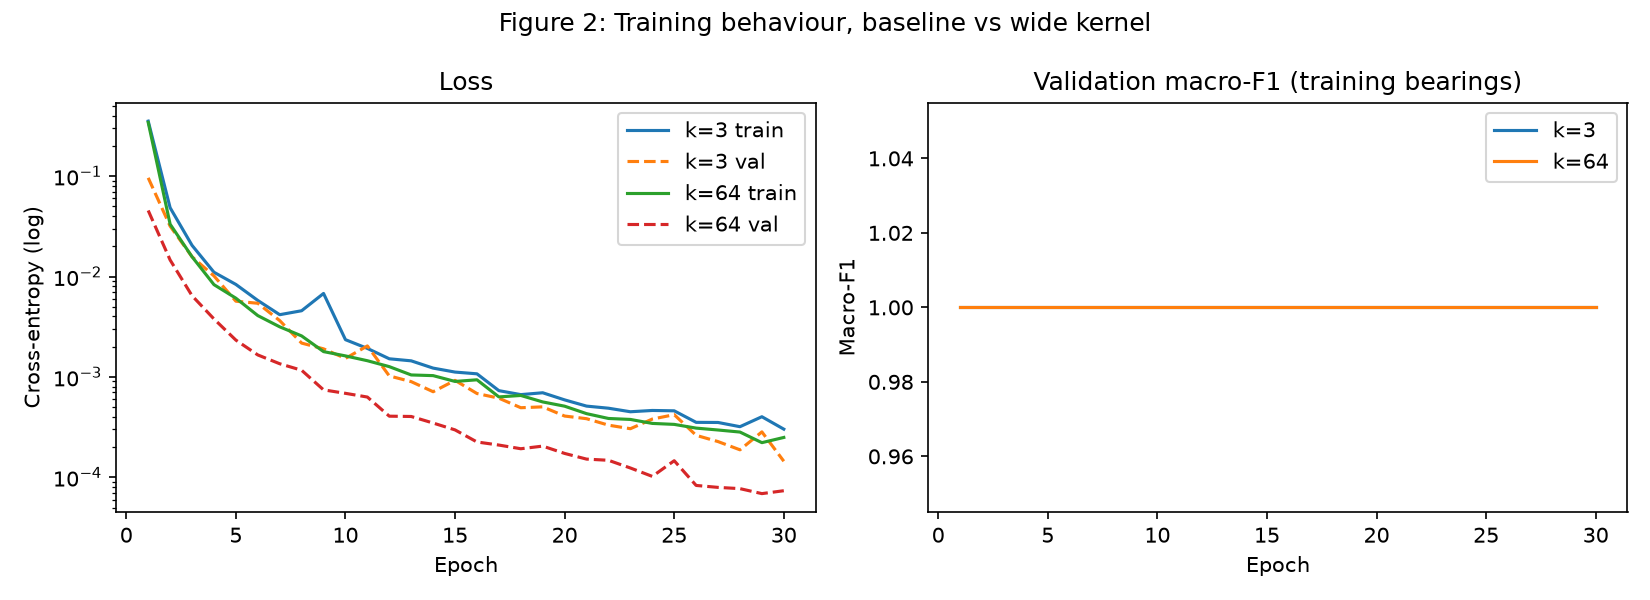 Figure 2: Training behaviour, baseline vs wide kernel
Loss
Cross-entropy (log)
10⁻¹
10⁻²
10⁻³
10⁻⁴
0 5 10 15 20 25 30
Epoch
k=3 train
k=3 val
k=64 train
k=64 val
Validation macro-F1 (training bearings)
Macro-F1
1.04
1.02
1.00
0.98
0.96
0 5 10 15 20 25 30
Epoch
k=3
k=64